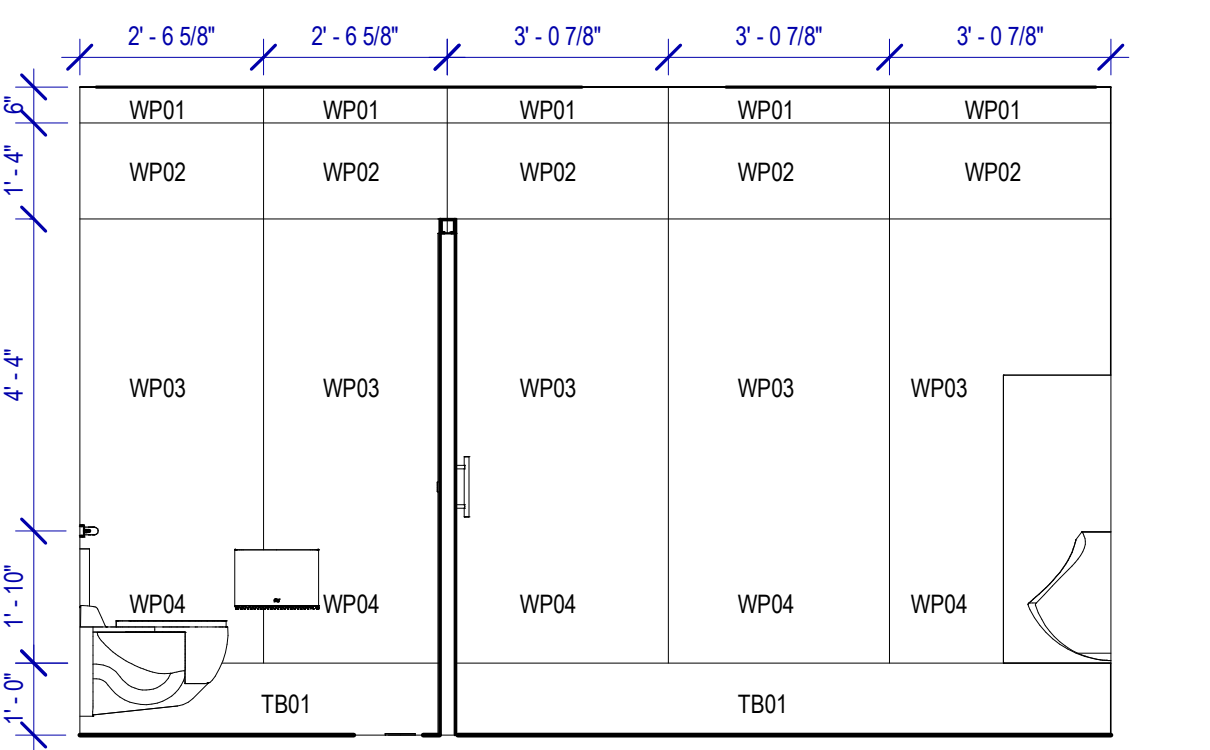 2' - 6 5/8" 2' - 6 5/8" 3' - 0 7/8" 3' - 0 7/8" 3' - 0 7/8"
6" WP01 WP01 WP01 WP01 WP01
1' - 4" WP02 WP02 WP02 WP02 WP02
4' - 4" WP03 WP03 WP03 WP03 WP03
1' - 10" WP04 WP04 WP04 WP04 WP04
1' - 0" TB01 TB01